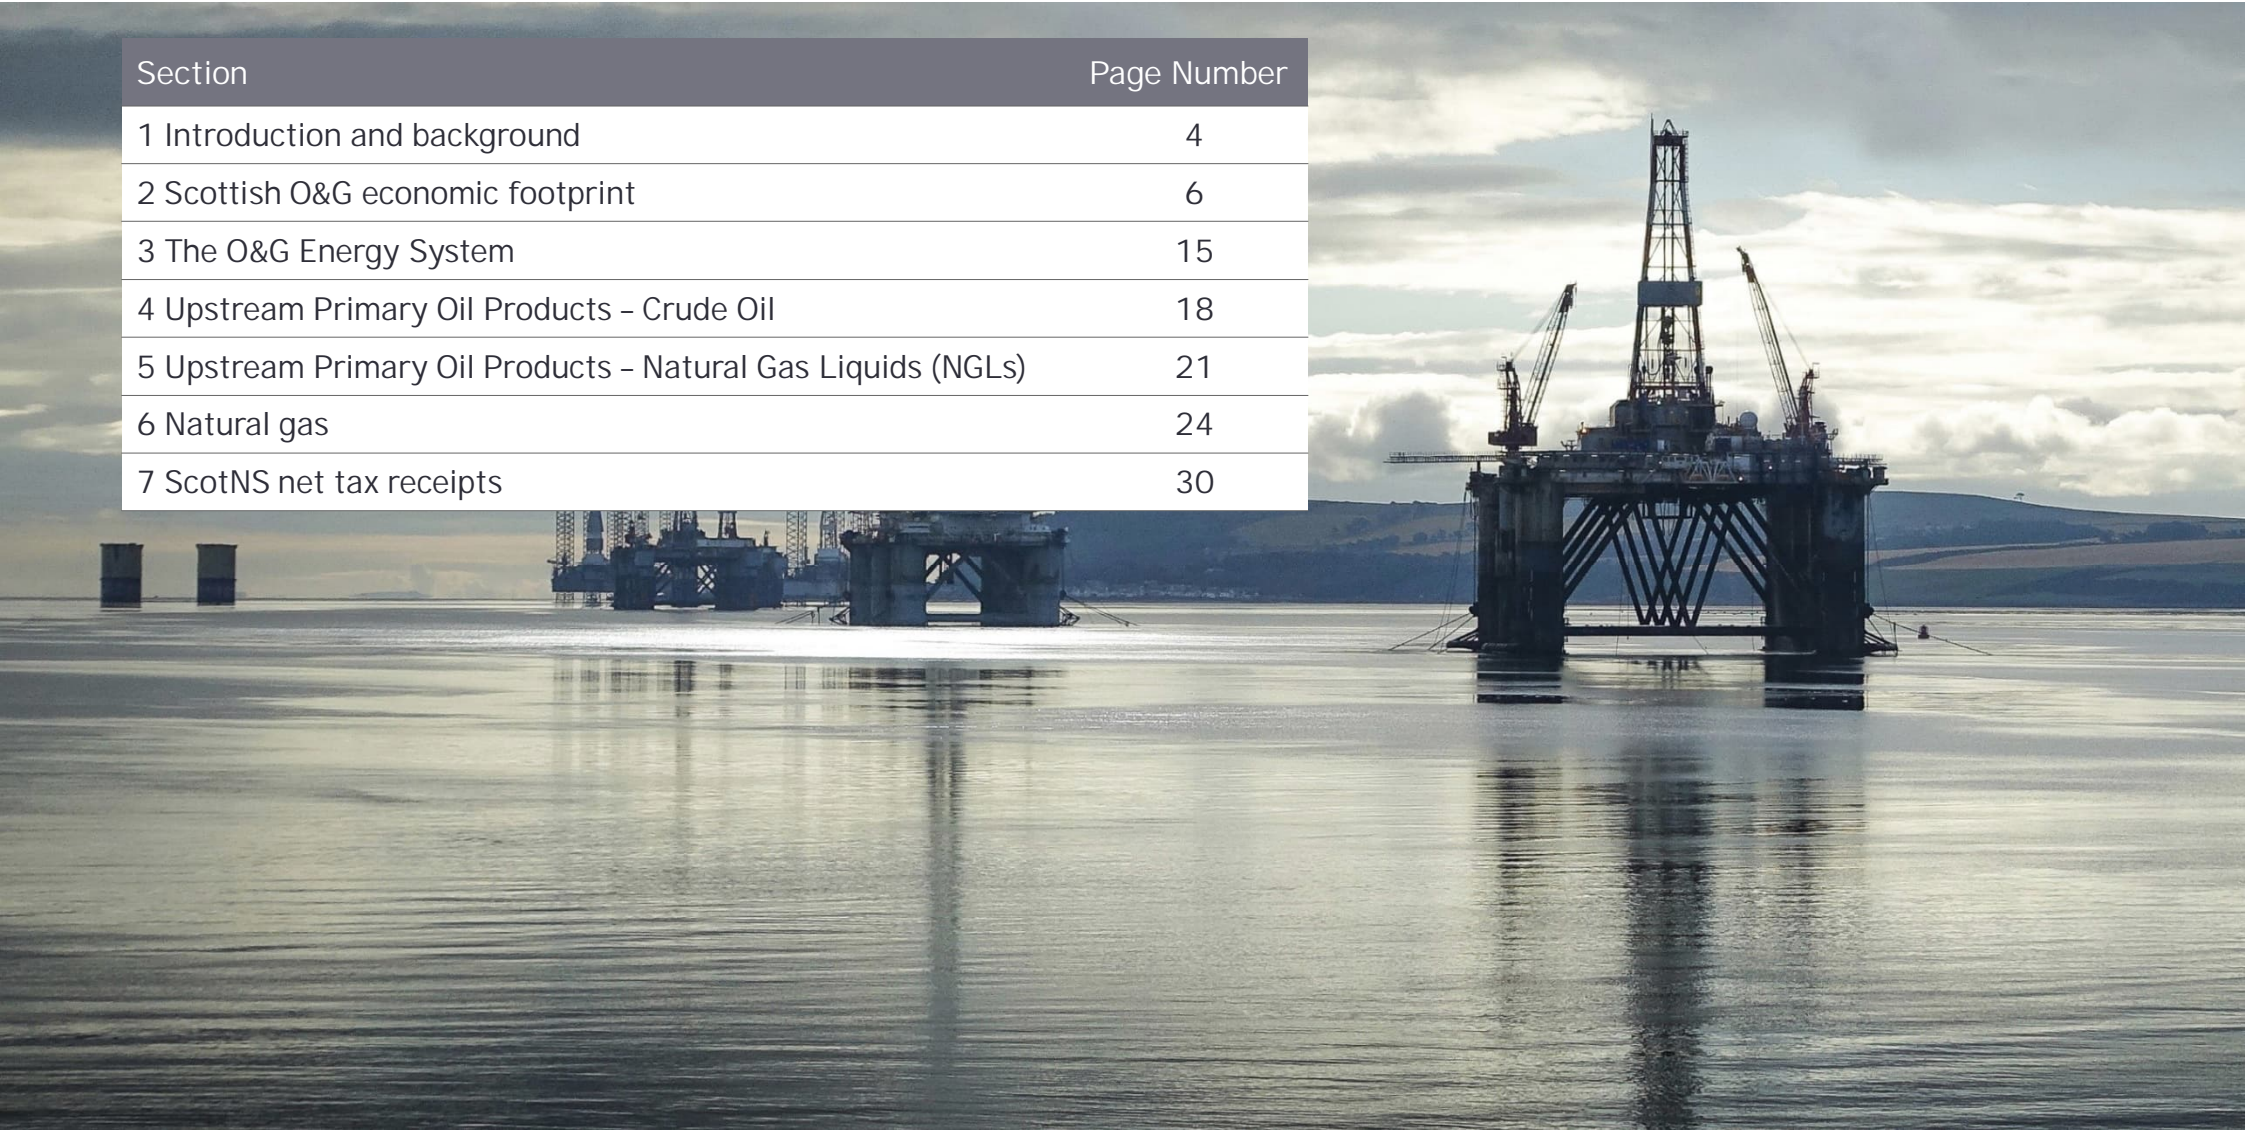 Section Page Number
1 Introduction and background 4
2 Scottish O&G economic footprint 6
3 The O&G Energy System 15
4 Upstream Primary Oil Products – Crude Oil 18
5 Upstream Primary Oil Products – Natural Gas Liquids (NGLs) 21
6 Natural gas 24
7 ScotNS net tax receipts 30